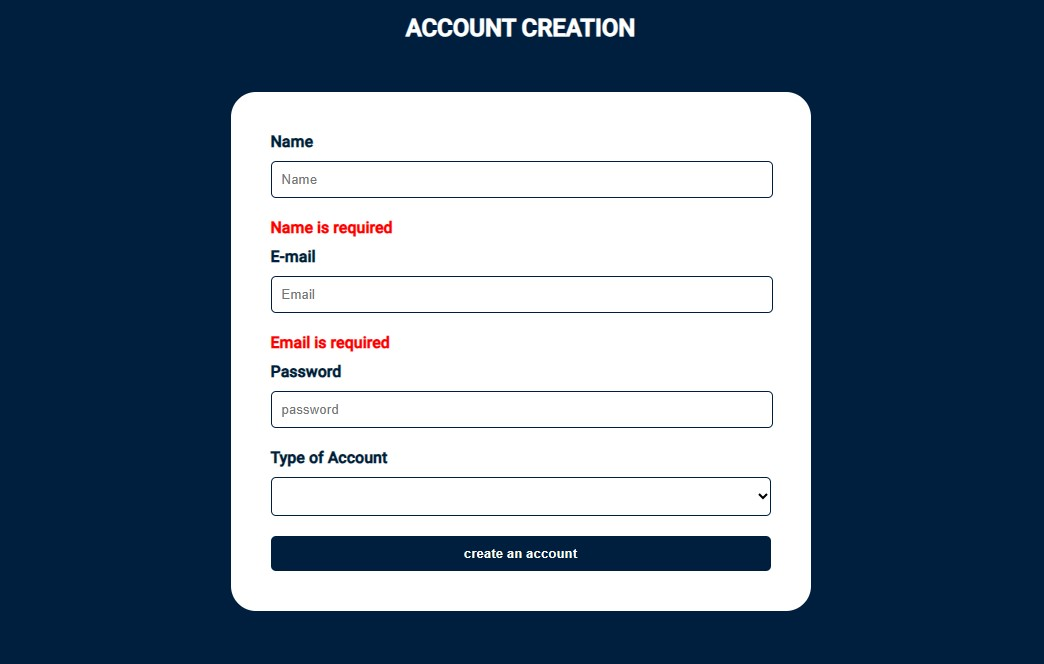 ACCOUNT CREATION
Name
Name
Name is required
E-mail
Email
Email is required
Password
password
Type of Account
create an account